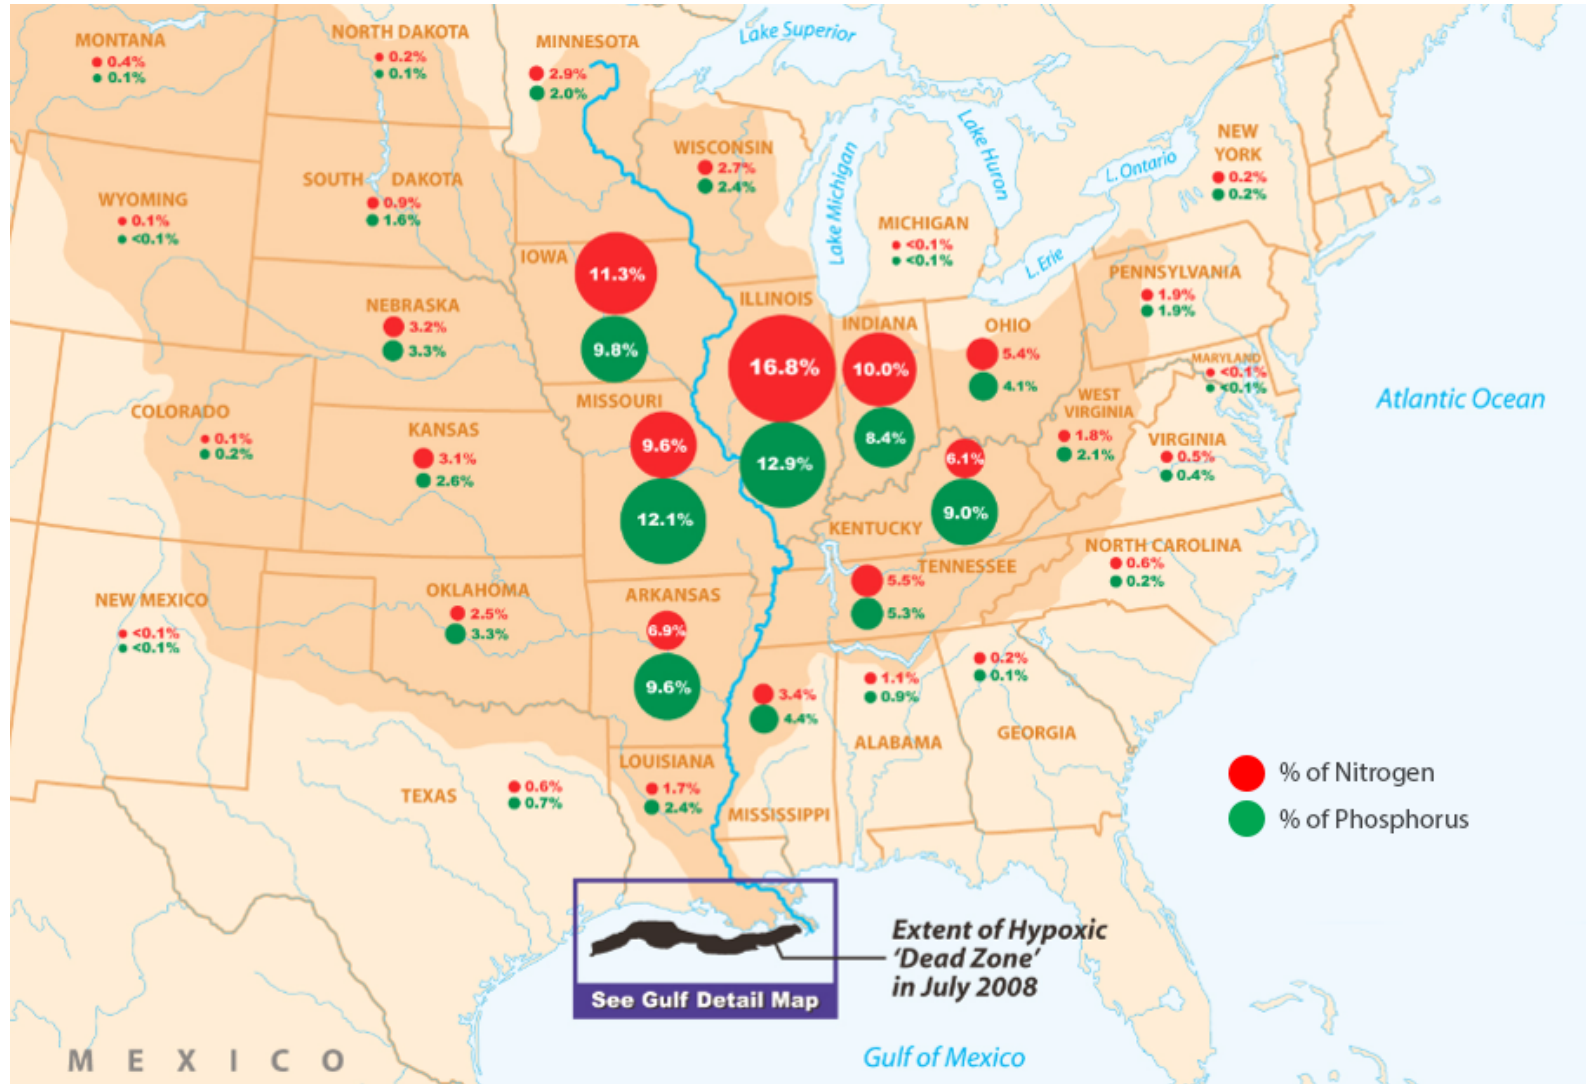 MONTANA
0.4%
0.1%
NORTH DAKOTA
0.2%
0.1%
MINNESOTA
2.9%
2.0%
Lake Superior
WISCONSIN
2.7%
2.4%
Lake Michigan
Lake Huron
L. Ontario
L. Erie
NEW
YORK
0.2%
0.2%
WYOMING
0.1%
<0.1%
SOUTH DAKOTA
0.9%
1.6%
MICHIGAN
<0.1%
<0.1%
IOWA
11.3%
9.8%
ILLINOIS
16.8%
12.9%
INDIANA
10.0%
8.4%
OHIO
5.4%
4.1%
PENNSYLVANIA
1.9%
1.9%
MARYLAND
<0.1%
<0.1%
NEBRASKA
3.2%
3.3%
Atlantic Ocean
COLORADO
0.1%
0.2%
KANSAS
3.1%
2.6%
MISSOURI
9.6%
12.1%
WEST
VIRGINIA
1.8%
2.1%
VIRGINIA
0.5%
0.4%
6.1%
9.0%
KENTUCKY
TENNESSEE
5.5%
5.3%
NORTH CAROLINA
0.6%
0.2%
NEW MEXICO
<0.1%
<0.1%
OKLAHOMA
2.5%
3.3%
ARKANSAS
6.9%
9.6%
3.4%
4.4%
MISSISSIPPI
1.1%
0.9%
ALABAMA
0.2%
0.1%
GEORGIA
TEXAS
0.6%
0.7%
LOUISIANA
1.7%
2.4%
% of Nitrogen
% of Phosphorus
Extent of Hypoxic
'Dead Zone'
in July 2008
See Gulf Detail Map
MEXICO
Gulf of Mexico